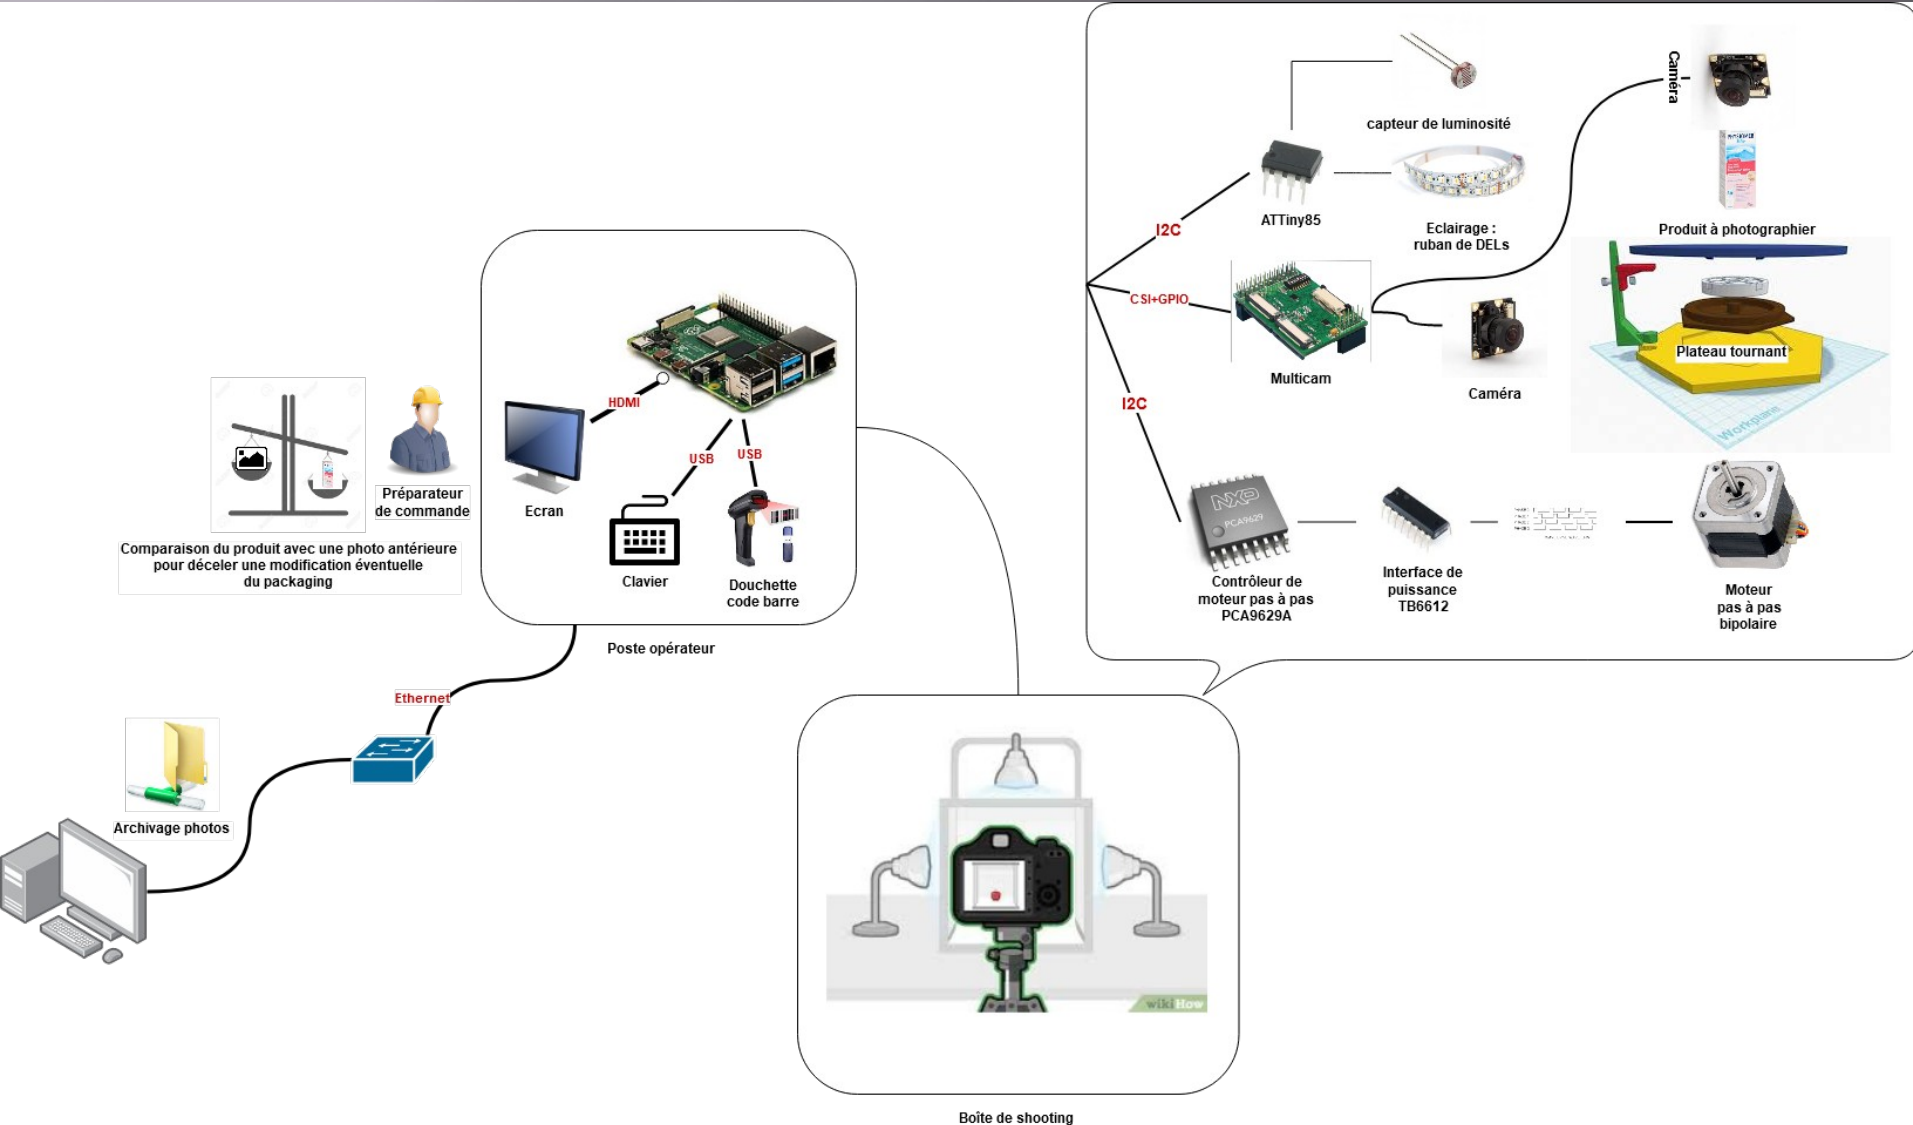 Caméra
capteur de luminosité
ATTiny85
Eclairage :
ruban de DELs
Produit à photographier
I2C
CSI+GPIO
Multicam
Caméra
Plateau tournant
Workplane
I2C
NXP
PCA9629
Contrôleur de
moteur pas à pas
PCA9629A
Interface de
puissance
TB6612
Moteur
pas à pas
bipolaire
HDMI
USB
USB
Ecran
Clavier
Douchette
code barre
Poste opérateur
Préparateur
de commande
Comparaison du produit avec une photo antérieure
pour déceler une modification éventuelle
du packaging
Ethernet
Archivage photos
wikiHow
Boîte de shooting